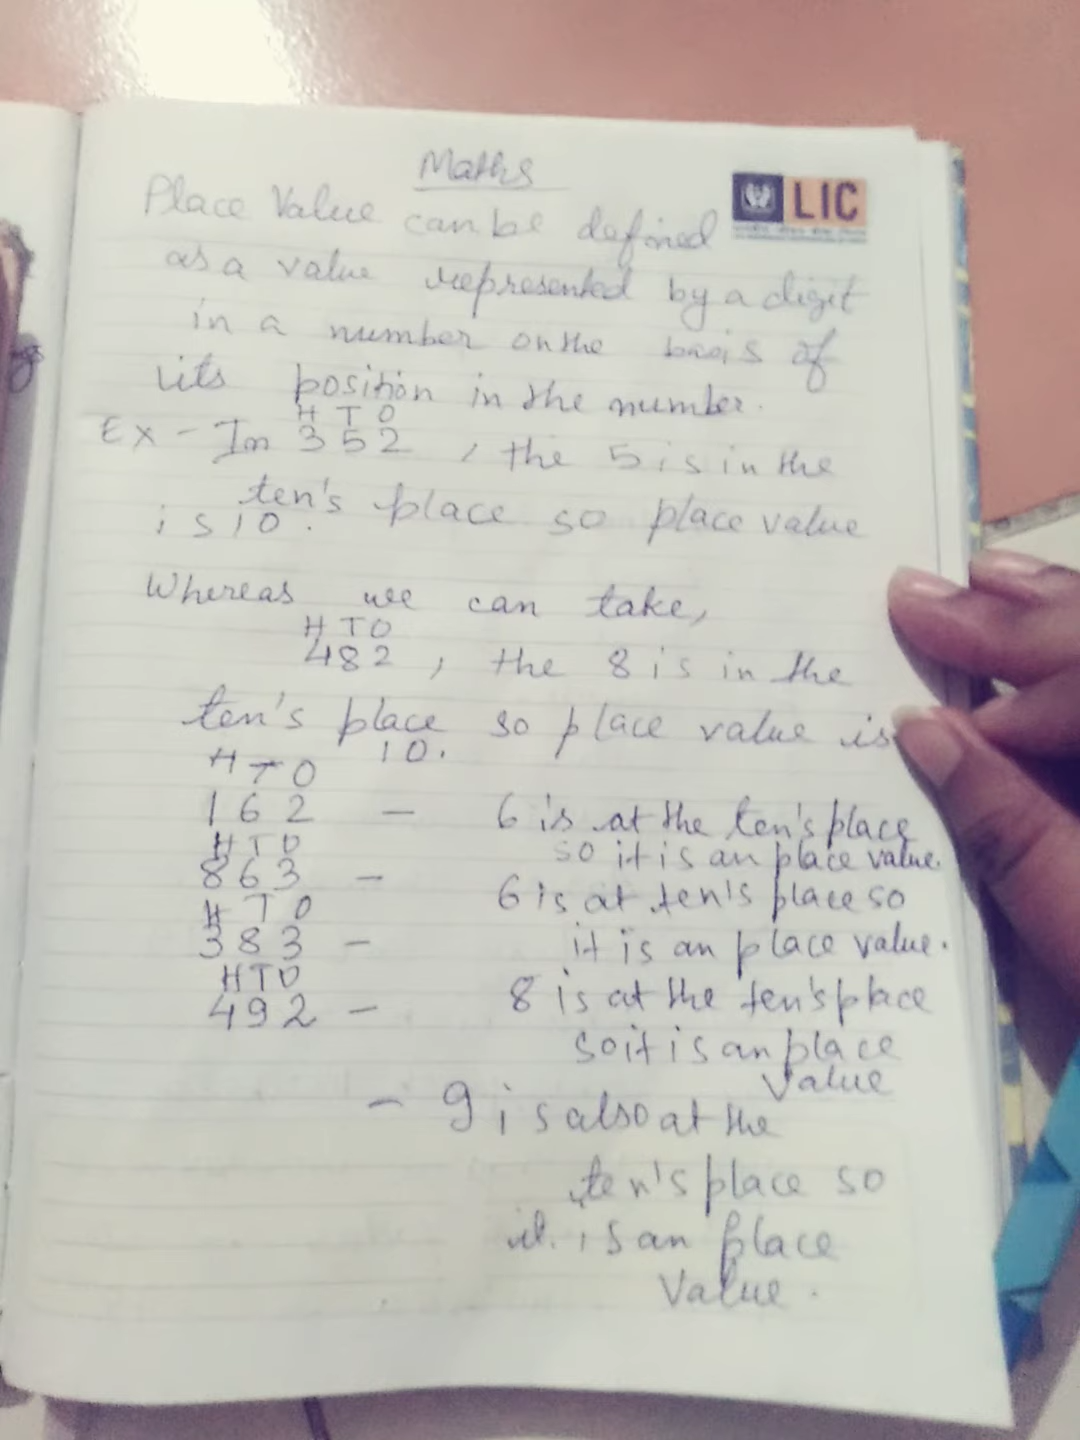 Maths
LIC
Place Value can be defined
as a value represented by a digit
in a number on the basis of
its position in the number.
H T O
Ex - In 352, the 5 is in the
ten's place so place value
is 10.
Whereas we can take,
H T O
482, the 8 is in the
ten's place so place value is
10.
H T O
162 - 6 is at the ten's place
so it is an place value.
H T O
863 - 6 is at ten's place so
it is an place value.
H T O
383 - 8 is at the ten's place
so it is an place
value
H T O
492 -
- 9 is also at the
ten's place so
it is an place
Value.